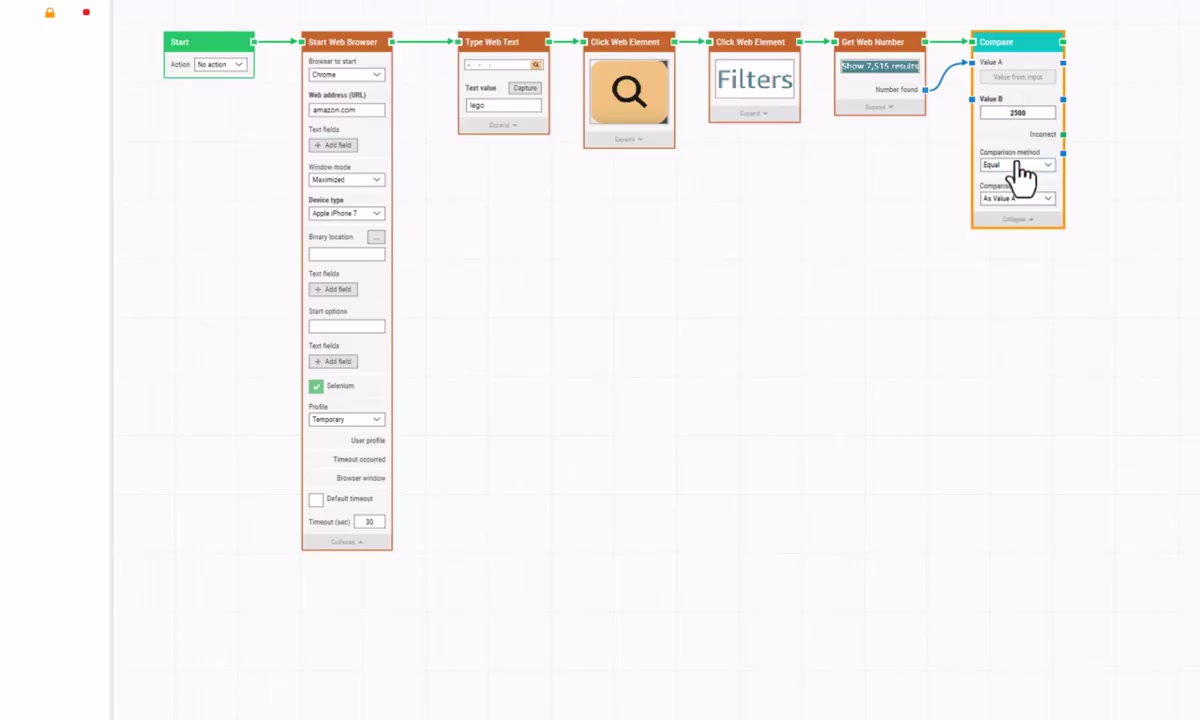 Start
Action
No action
Start Web Browser
Browser to start
Chrome
Web address (URL)
amazon.com
Text fields
+ Add field
Window mode
Maximized
Device type
Apple iPhone 7
Binary location
...
Text fields
+ Add field
Start options
Text fields
+ Add field
Selenium
Profile
Temporary
User profile
Timeout occurred
Browser window
Default timeout
Timeout (sec)
30
Collapse
Type Web Text
Text value
Capture
lego
Expand
Click Web Element
Expand
Click Web Element
Filters
Expand
Get Web Number
Show 7,515 results
Number found
Expand
Compare
Value A
Value from input
Value B
2500
Incorrect
Comparison method
Equal
As Value A
Collapse